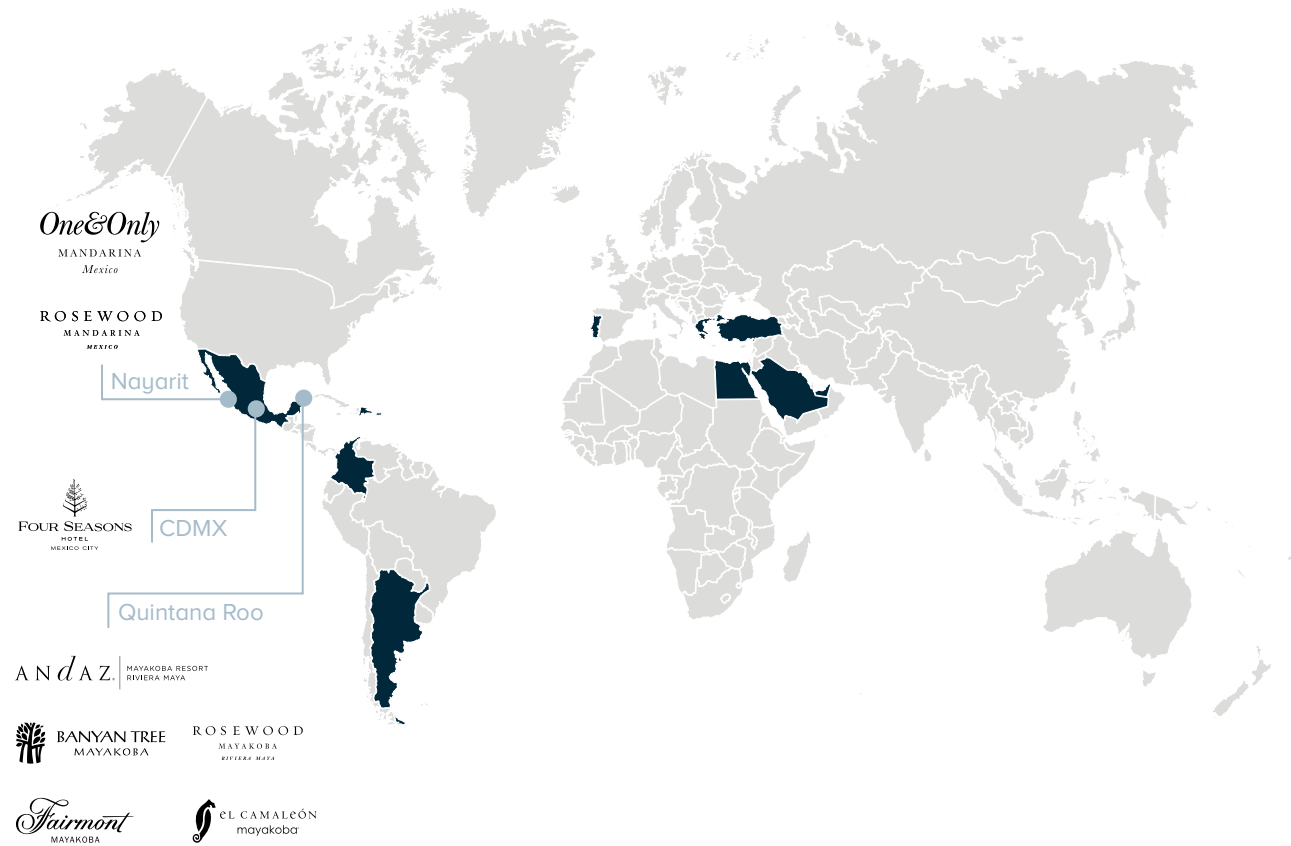 One&Only
MANDARINA
Mexico
ROSEWOOD
MANDARINA
MEXICO
Nayarit
FOUR SEASONS
HOTEL
MEXICO CITY
CDMX
Quintana Roo
ANdAZ.
MAYAKOBA RESORT
RIVIERA MAYA
BANYAN TREE
MAYAKOBA
ROSEWOOD
MAYAKOBA
RIVIERA MAYA
Fairmont
MAYAKOBA
eL CAMALeÓN
mayakoba